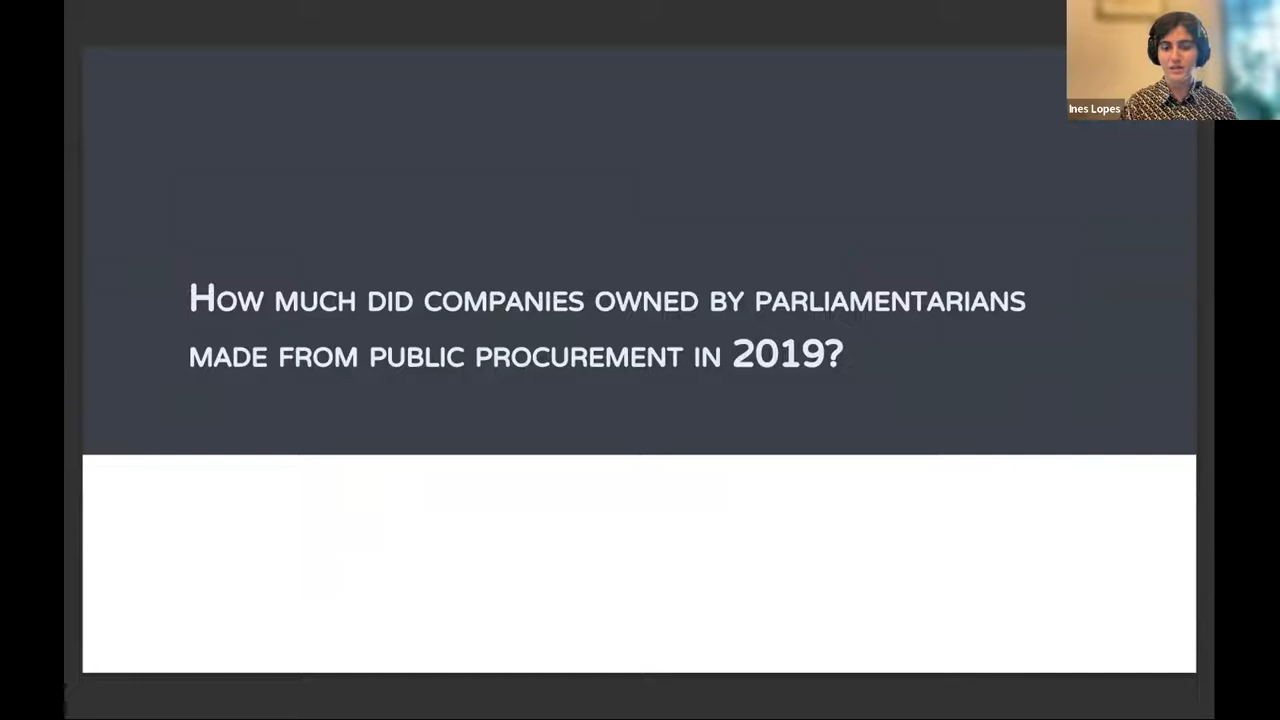 Ines Lopes
How much did companies owned by parliamentarians
made from public procurement in 2019?